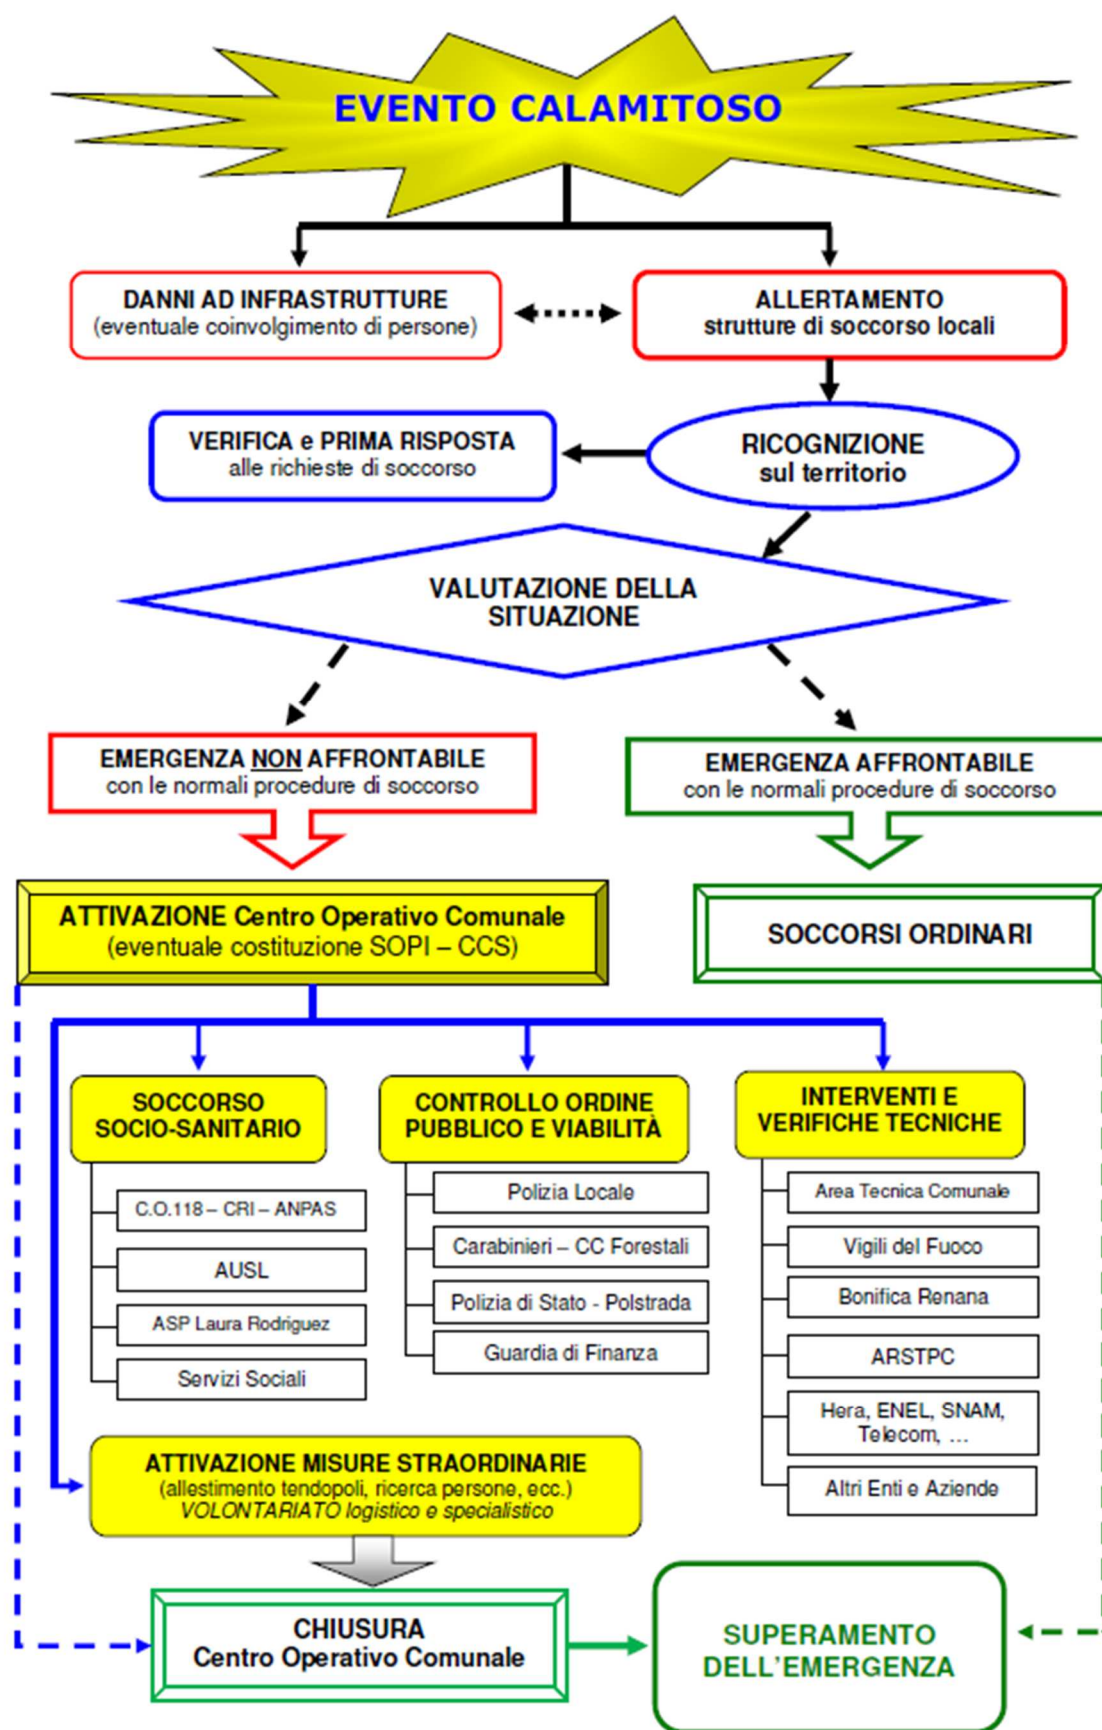 EVENTO CALAMITOSO
DANNI AD INFRASTRUTTURE
(eventuale coinvolgimento di persone)
ALLERTAMENTO
strutture di soccorso locali
VERIFICA e PRIMA RISPOSTA
alle richieste di soccorso
RICOGNIZIONE
sul territorio
VALUTAZIONE DELLA
SITUAZIONE
EMERGENZA NON AFFRONTABILE
con le normali procedure di soccorso
EMERGENZA AFFRONTABILE
con le normali procedure di soccorso
ATTIVAZIONE Centro Operativo Comunale
(eventuale costituzione SOPI – CCS)
SOCCORSI ORDINARI
SOCCORSO
SOCIO-SANITARIO
C.O.118 – CRI – ANPAS
AUSL
ASP Laura Rodriguez
Servizi Sociali
CONTROLLO ORDINE
PUBBLICO E VIABILITÀ
Polizia Locale
Carabinieri – CC Forestali
Polizia di Stato - Polstrada
Guardia di Finanza
INTERVENTI E
VERIFICHE TECNICHE
Area Tecnica Comunale
Vigili del Fuoco
Bonifica Renana
ARSTPC
Hera, ENEL, SNAM,
Telecom, …
Altri Enti e Aziende
ATTIVAZIONE MISURE STRAORDINARIE
(allestimento tendopoli, ricerca persone, ecc.)
VOLONTARIATO logistico e specialistico
CHIUSURA
Centro Operativo Comunale
SUPERAMENTO
DELL'EMERGENZA